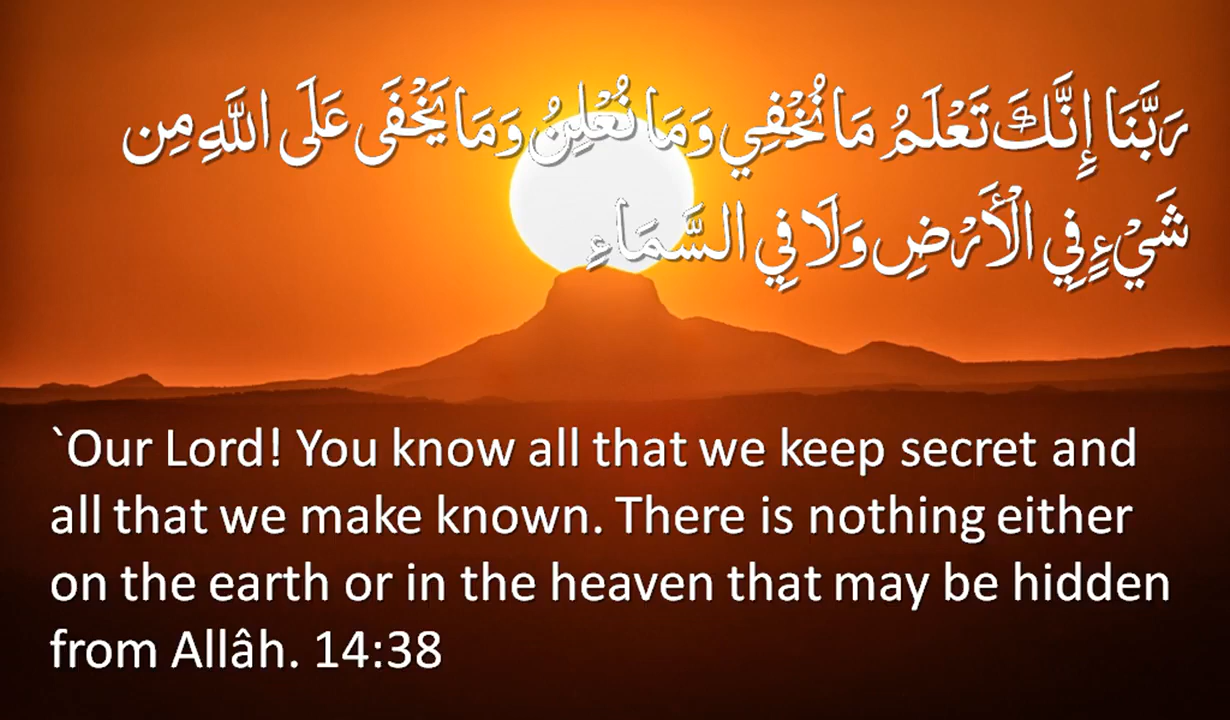 رَبَّنَا إِنَّكَ تَعْلَمُ مَا نُخْفِي وَمَا نُعْلِنُ وَمَا يَخْفَى عَلَى اللَّهِ مِن
شَيْءٍ فِي الْأَرْضِ وَلَا فِي السَّمَاءِ
`Our Lord! You know all that we keep secret and
all that we make known. There is nothing either
on the earth or in the heaven that may be hidden
from Allâh. 14:38